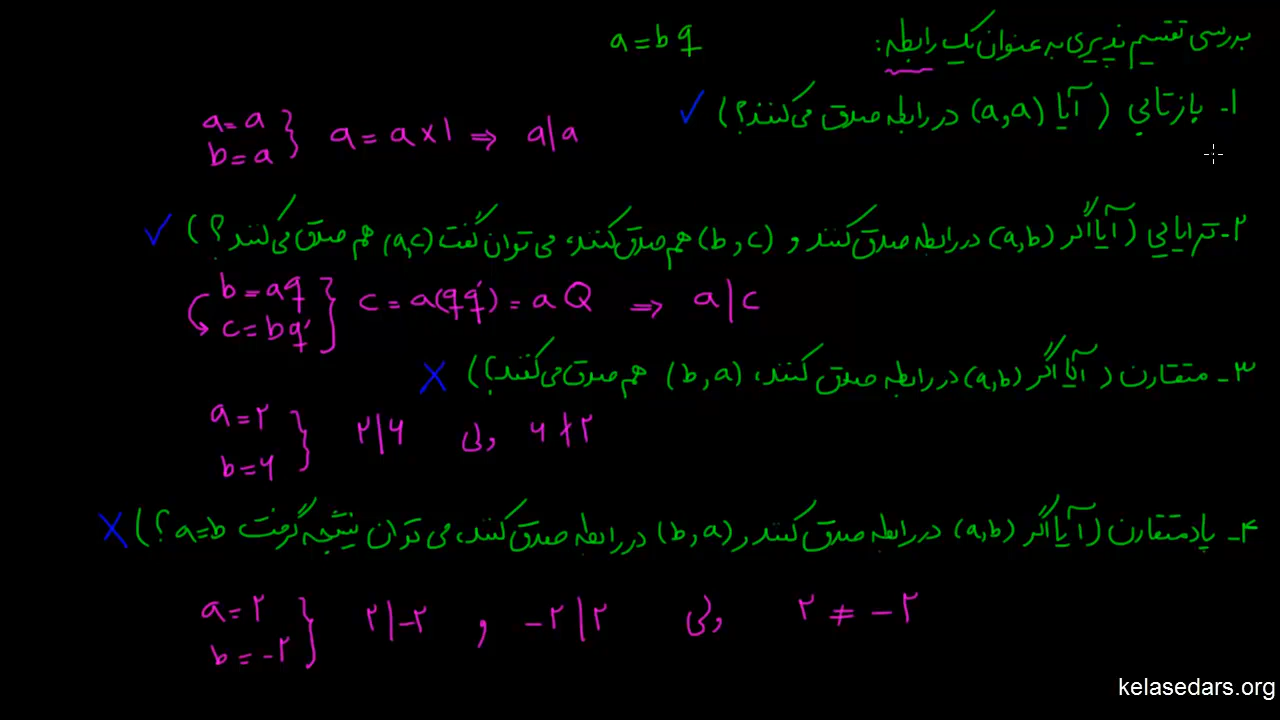 بررسی تقسیم پذیری به عنوان یک رابطه: a = bq
۱- بازتابی ( آیا (a,a) در رابطه صدق می‌کنند؟) ✓
a = a
b = a } a = a × 1 ⇒ a|a
۲- ترایایی ( آیا اگر (a,b) در رابطه صدق کنند و (b,c) هم صدق کنند، می توان گفت (a,c) هم صدق می‌کنند؟) ✓
b = aq
c = bq′ } c = a(qq′) = aQ ⇒ a|c
۳- متقارن ( آیا اگر (a,b) در رابطه صدق کنند، (b,a) هم صدق می‌کنند؟) ✗
a = ۲
b = ۴ } ۲|۴ ولی ۴∤۲
۴- پادمتقارن ( آیا اگر (a,b) در رابطه صدق کنند و (b,a) در رابطه صدق کنند، می توان نتیجه گرفت a=b ؟) ✗
a = ۲
b = -۲ } ۲|-۲ , -۲|۲ ولی ۲ ≠ -۲
kelasedars.org